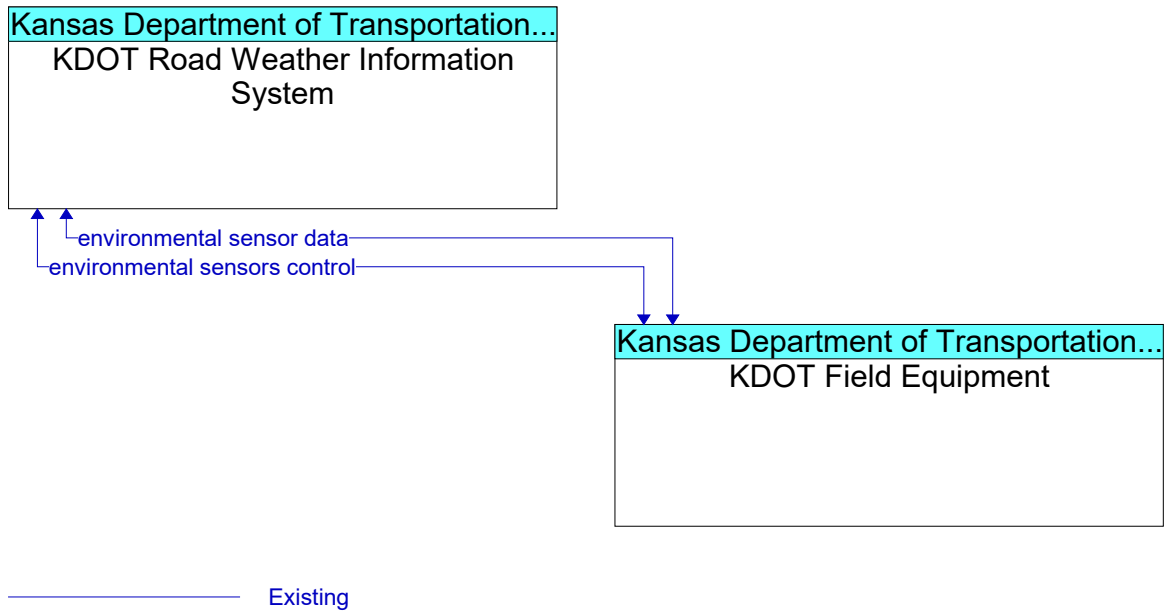 Kansas Department of Transportation...
KDOT Road Weather Information
System
environmental sensor data
environmental sensors control
Kansas Department of Transportation...
KDOT Field Equipment
Existing